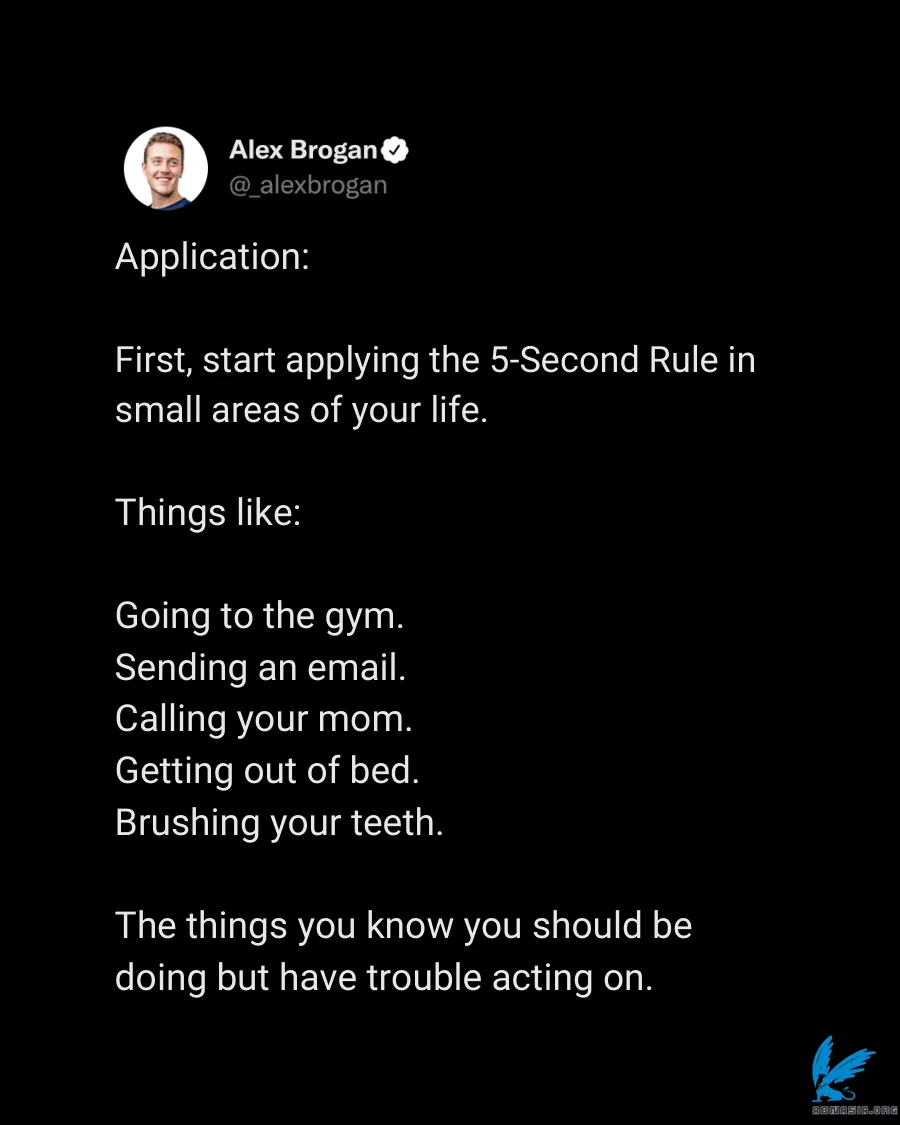 Alex Brogan
@_alexbrogan
Application:
First, start applying the 5-Second Rule in
small areas of your life.
Things like:
Going to the gym.
Sending an email.
Calling your mom.
Getting out of bed.
Brushing your teeth.
The things you know you should be
doing but have trouble acting on.
ABMASIA.ORG